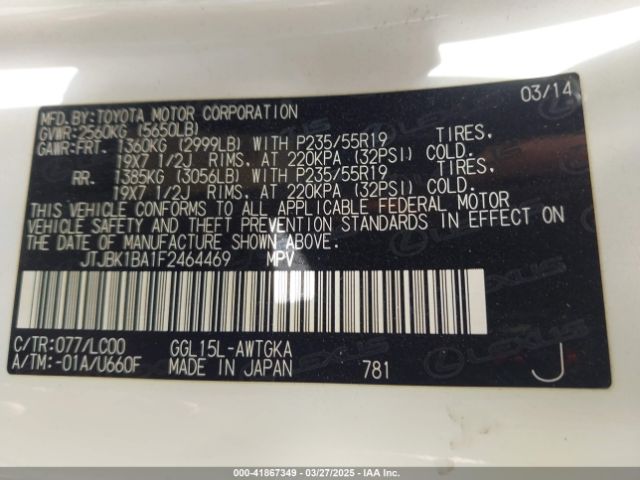 03/14
MFD.BY:TOYOTA MOTOR CORPORATION
GVWR:2560KG (5650LB)
GAWR:FRT. 1360KG (2999LB) WITH P235/55R19 TIRES,
19X7 1/2J RIMS, AT 220KPA (32PSI) COLD.
RR. 1385KG (3056LB) WITH P235/55R19 TIRES,
19X7 1/2J RIMS, AT 220KPA (32PSI) COLD.
THIS VEHICLE CONFORMS TO ALL APPLICABLE FEDERAL MOTOR
VEHICLE SAFETY AND THEFT PREVENTION STANDARDS IN EFFECT ON
THE DATE OF MANUFACTURE SHOWN ABOVE.
JTJBK1BA1F2464469 MPV
C/TR:077/LC00 GGL15L-AWTGKA
A/TM:-01A/U660F MADE IN JAPAN 781 J
LEXUS
000-41867349 | 03/27/2025 | IAA, Inc.